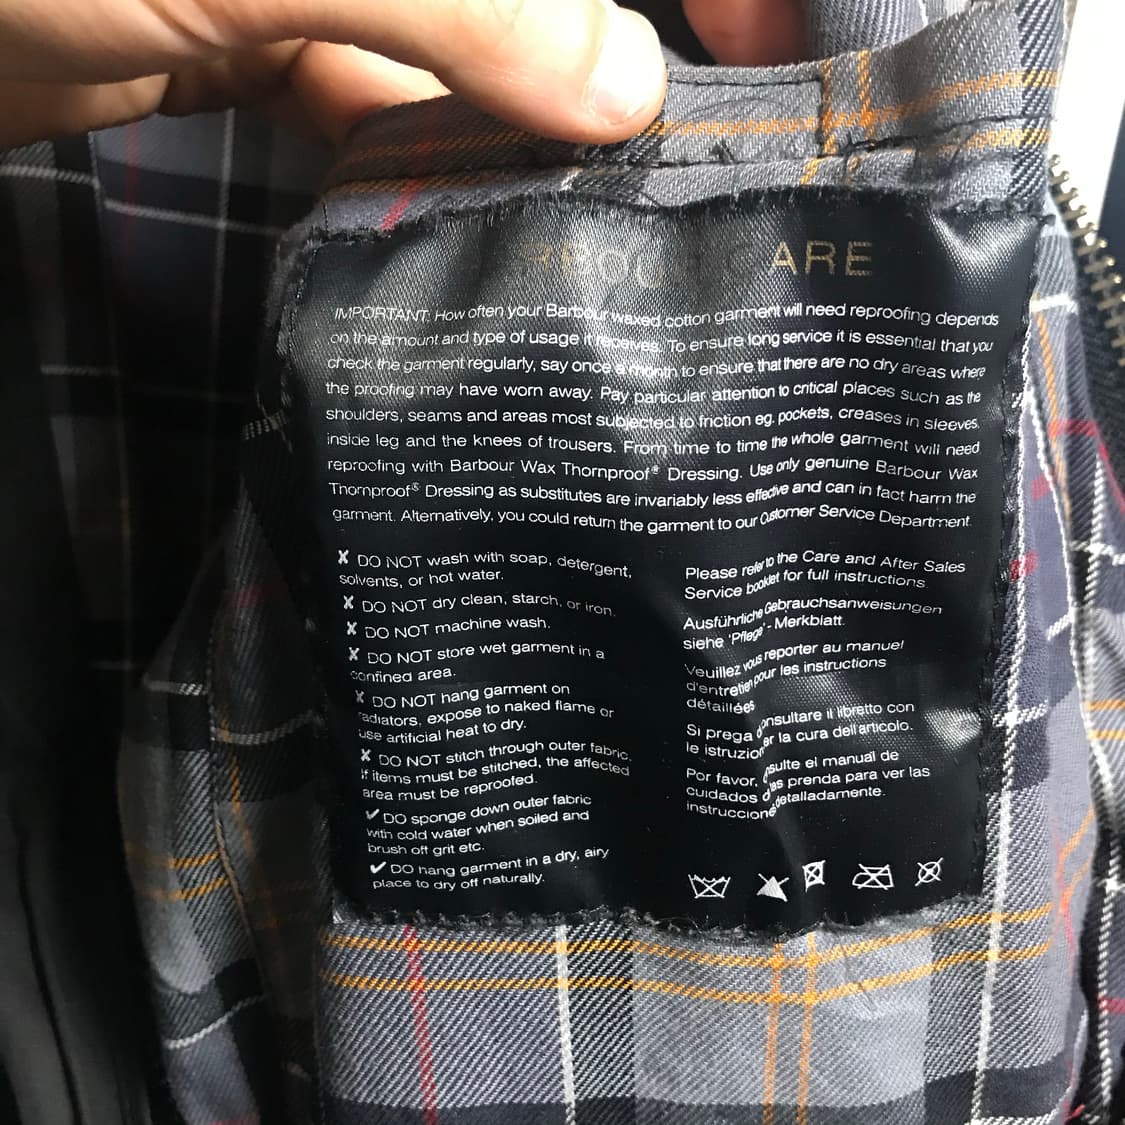 BARBOUR CARE
IMPORTANT. How often your Barbour waxed cotton garment will need reproofing depends
on the amount and type of usage it receives. To ensure long service it is essential that you
check the garment regularly, say once a month to ensure that there are no dry areas where
the proofing may have worn away. Pay particular attention to critical places such as the
shoulders, seams and areas most subjected to friction eg. pockets, creases in sleeves,
inside leg and the knees of trousers. From time to time the whole garment will need
reproofing with Barbour Wax Thornproof® Dressing. Use only genuine Barbour Wax
Thornproof® Dressing as substitutes are invariably less effective and can in fact harm the
garment. Alternatively, you could return the garment to our Customer Service Department.
✘ DO NOT wash with soap, detergent,
solvents, or hot water.
✘ DO NOT dry clean, starch, or iron.
✘ DO NOT machine wash.
✘ DO NOT store wet garment in a
confined area.
✘ DO NOT hang garment on
radiators, expose to naked flame or
use artificial heat to dry.
✘ DO NOT stitch through outer fabric.
If items must be stitched, the affected
area must be reproofed.
✔ DO sponge down outer fabric
with cold water when soiled and
brush off grit etc.
✔ DO hang garment in a dry, airy
place to dry off naturally.
Please refer to the Care and After Sales
Service booklet for full instructions.
Ausführliche Gebrauchsanweisungen
siehe 'Pflege' - Merkblatt.
Veuillez vous reporter au manuel
d'entretien pour les instructions
détaillées
Si prega consultare il libretto con
le istruzioni per la cura dell'articolo.
Por favor, consulte el manual de
cuidados de las prenda para ver las
instrucciones detalladamente.